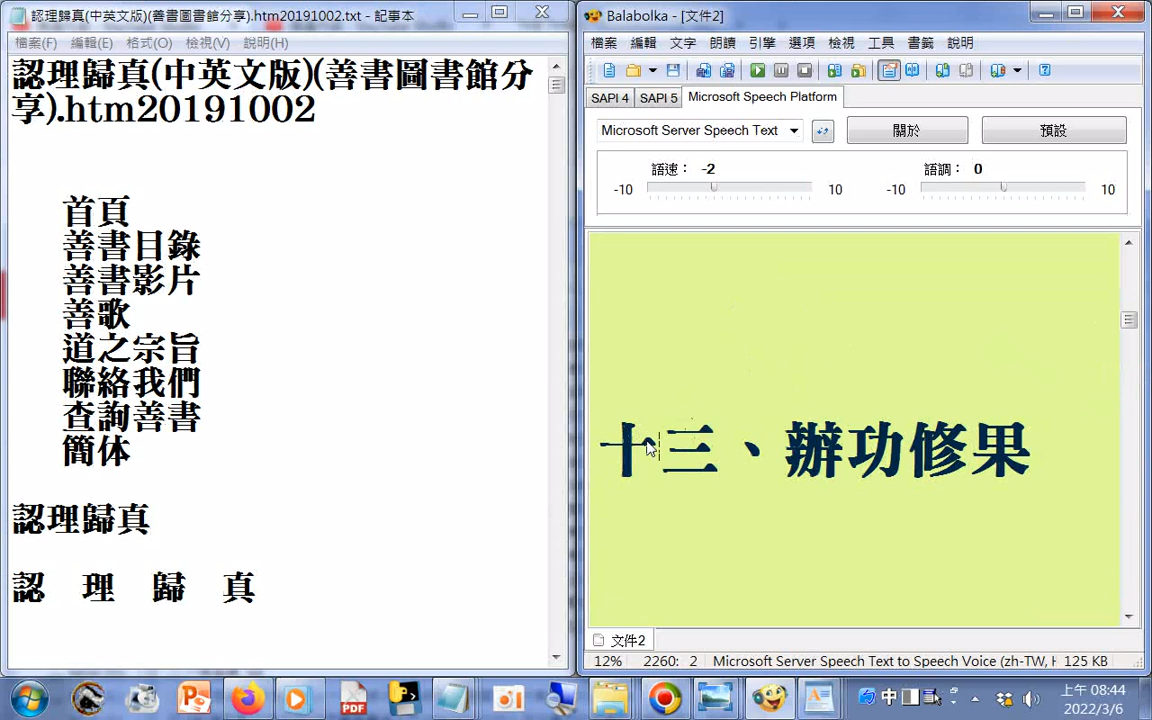 認理歸真(中英文版)(善書圖書館分享).htm20191002.txt - 記事本
檔案(F) 編輯(E) 格式(O) 檢視(V) 說明(H)
認理歸真(中英文版)(善書圖書館分
享).htm20191002
首頁
善書目錄
善書影片
善歌
道之宗旨
聯絡我們
查詢善書
簡体
認理歸真
認 理 歸 真
Balabolka - [文件2]
檔案 編輯 文字 朗讀 引擎 選項 檢視 工具 書籤 說明
SAPI 4 SAPI 5 Microsoft Speech Platform
Microsoft Server Speech Text 關於 預設
語速： -2 語調： 0
-10 10 -10 10
十三、辦功修果
文件2
12% 2260: 2 Microsoft Server Speech Text to Speech Voice (zh-TW, H 125 KB
PDF
中
上午 08:44
2022/3/6